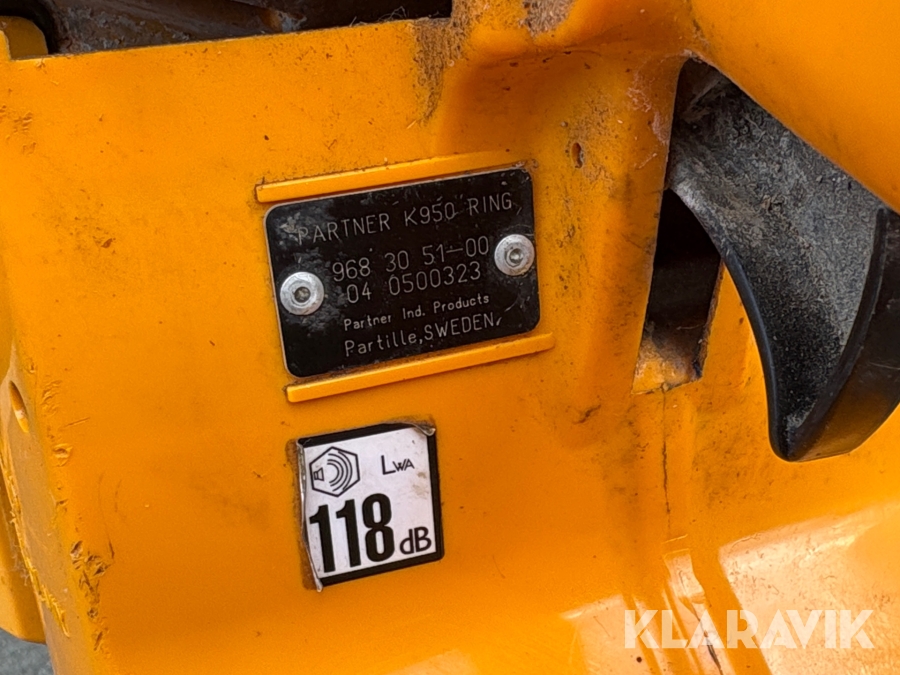 PARTNER K950 RING
968 30 51-00
04 0500323
Partner Ind. Products
Partille, SWEDEN
LWA
118 dB
KLARAVIK